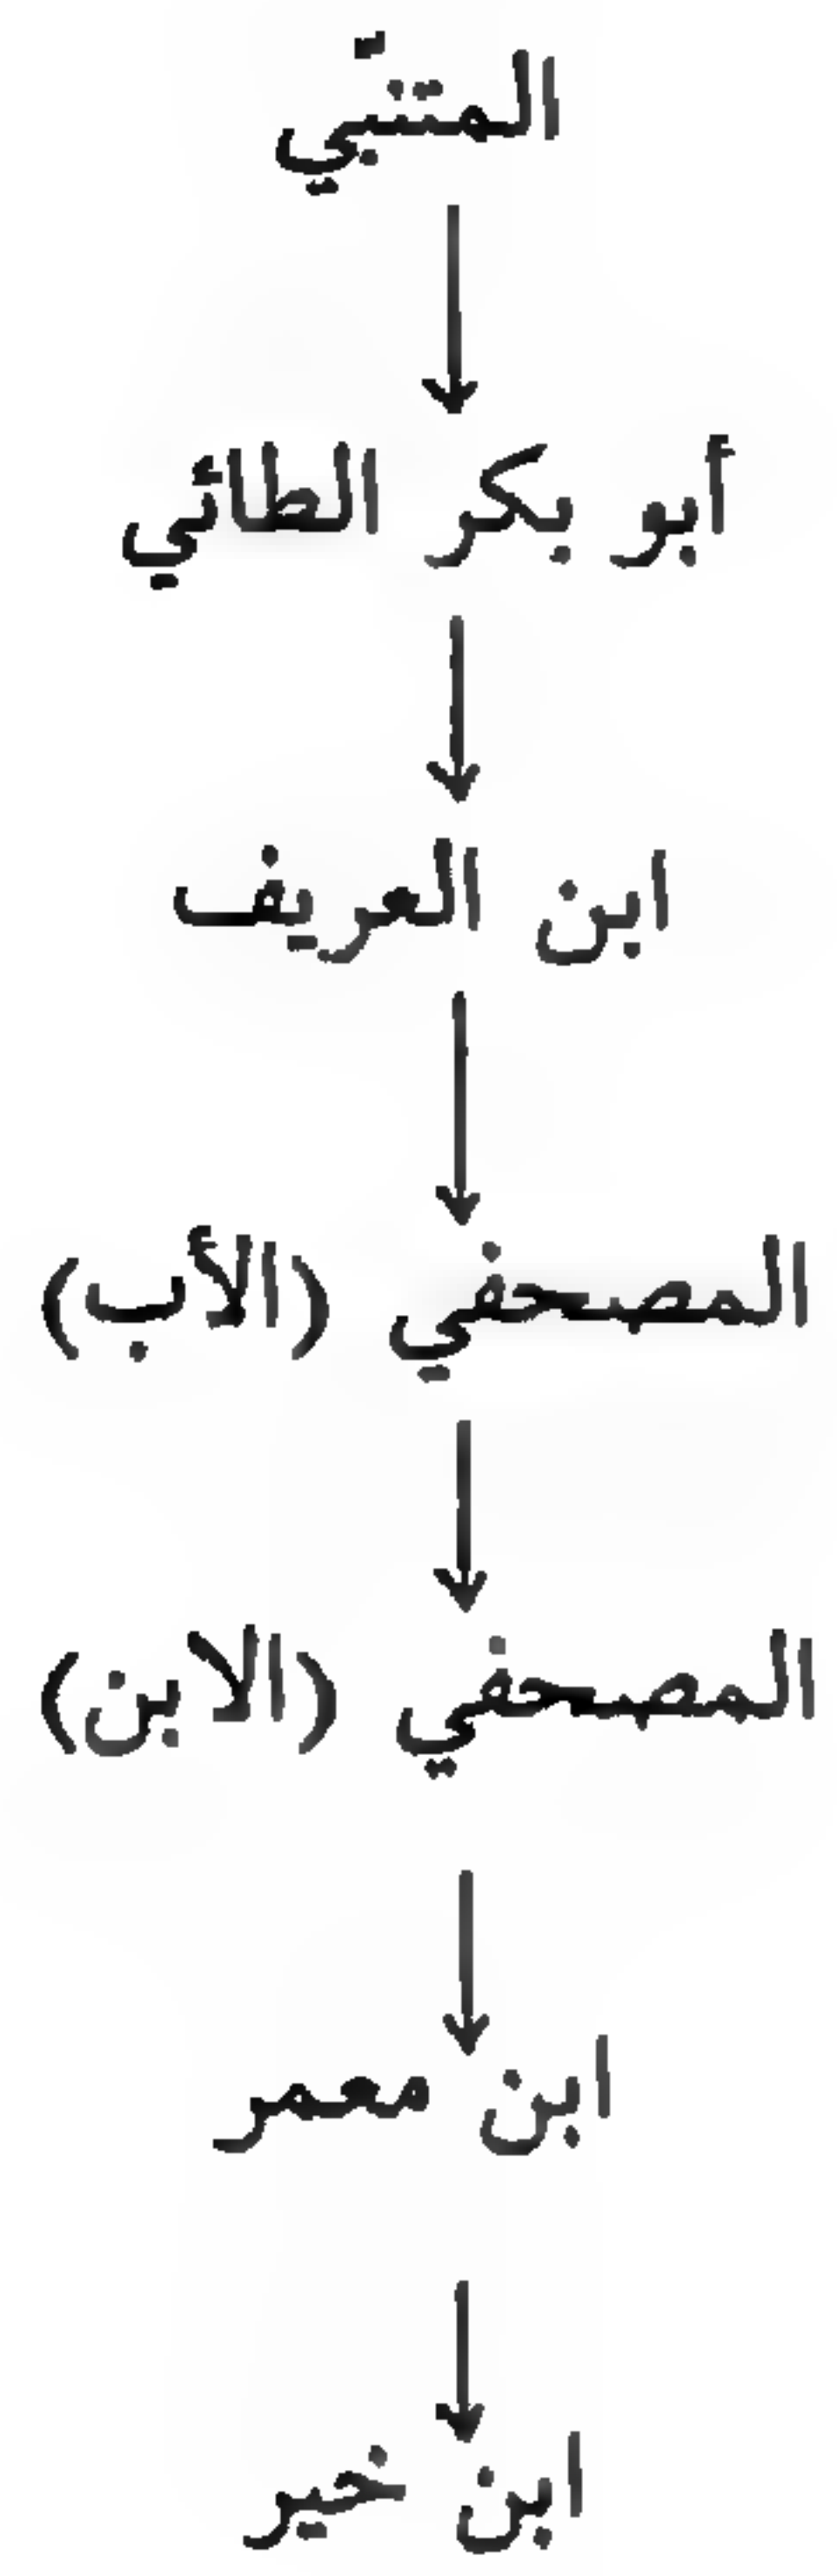 المتنبّي
أبو بكر الطائي
ابن العريف
المصحفي (الأب)
المصحفي (الابن)
ابن معمر
ابن خير